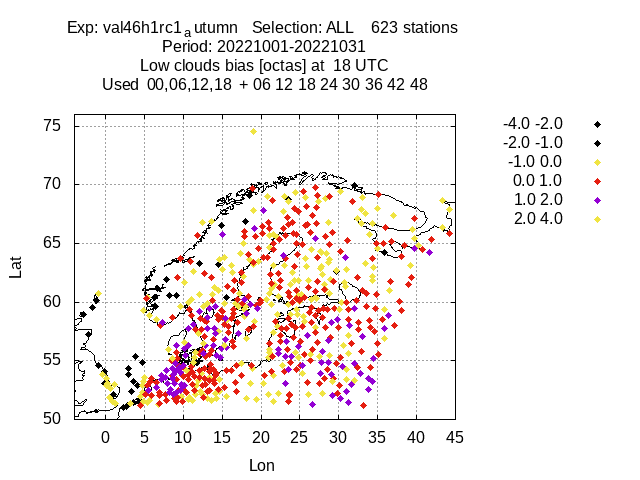 Exp: val46h1rc1autumn Selection: ALL 623 stations
Period: 20221001-20221031
Low clouds bias [octas] at 18 UTC
Used 00,06,12,18 + 06 12 18 24 30 36 42 48
75
70
65
60
55
50
Lat
0 5 10 15 20 25 30 35 40 45
Lon
-4.0 -2.0
-2.0 -1.0
-1.0 0.0
0.0 1.0
1.0 2.0
2.0 4.0